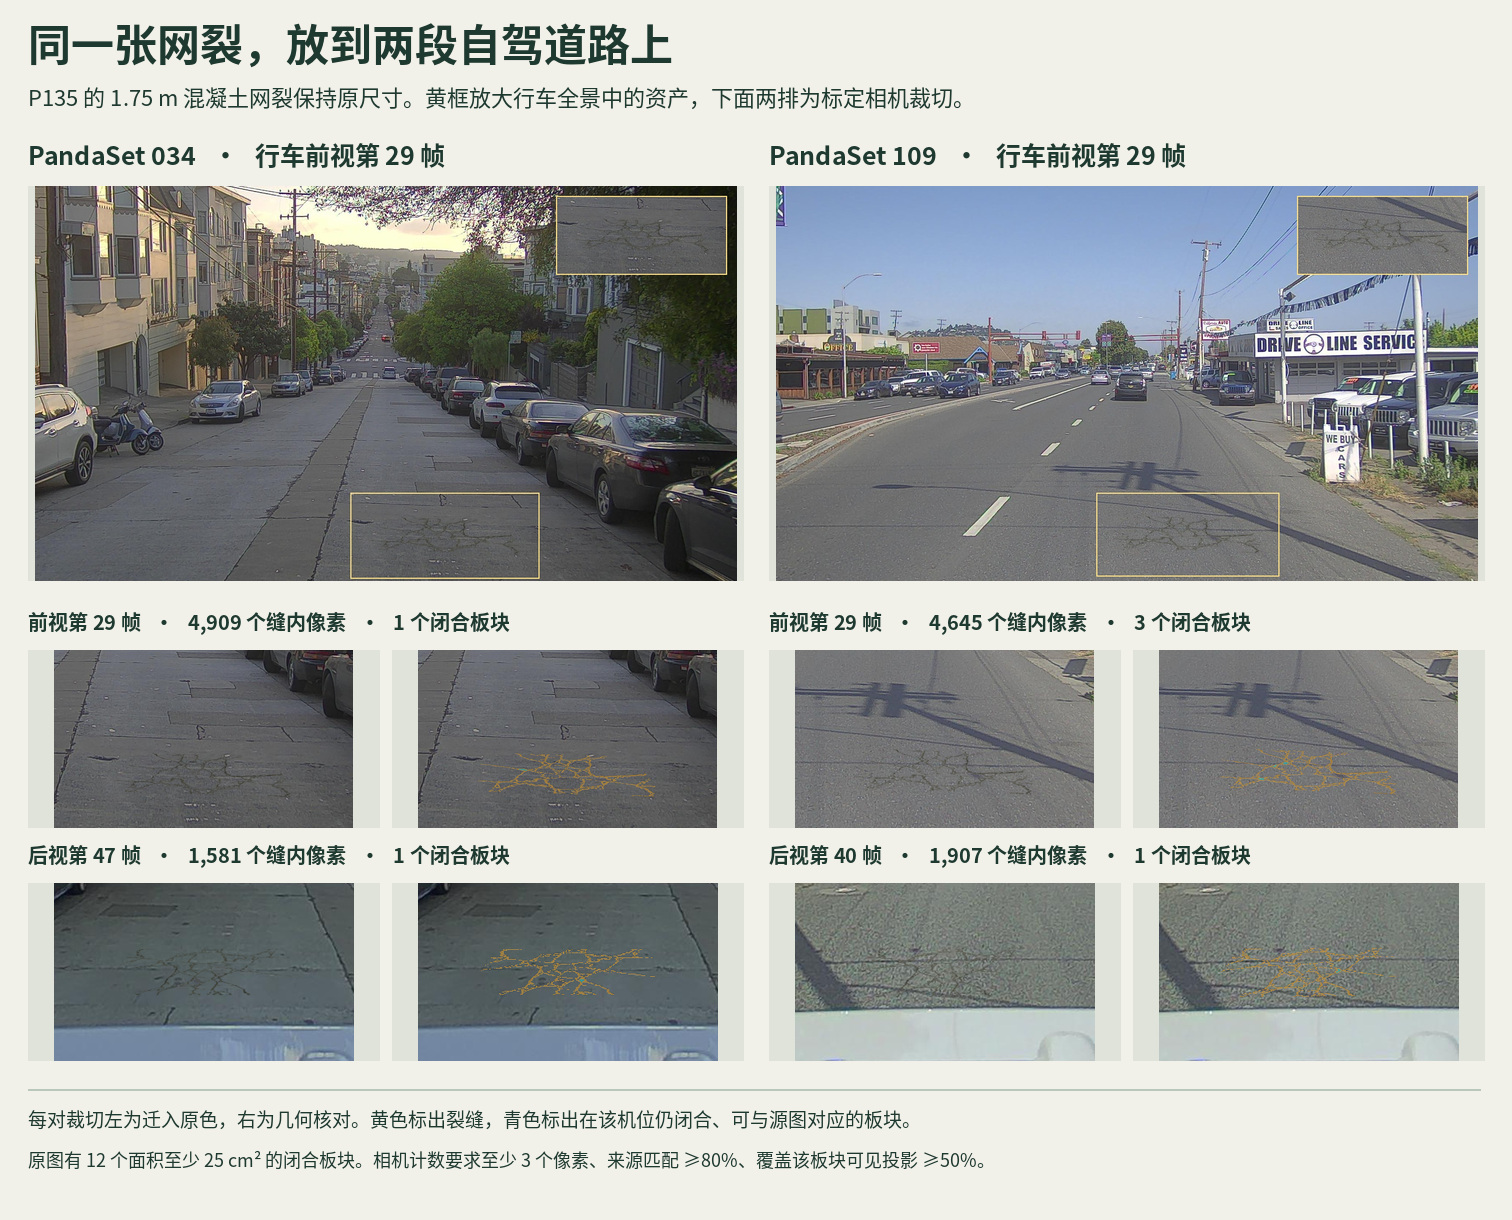 同一张网裂，放到两段自驾道路上
P135 的 1.75 m 混凝土网裂保持原尺寸。黄框放大行车全景中的资产，下面两排为标定相机裁切。
PandaSet 034 • 行车前视第 29 帧
PandaSet 109 • 行车前视第 29 帧
OFFICE
DRIVE LINE
OFFICE
DRIVE LINE SERVICE
WE BUY
CARS
前视第 29 帧 • 4,909 个缝内像素 • 1 个闭合板块
前视第 29 帧 • 4,645 个缝内像素 • 3 个闭合板块
后视第 47 帧 • 1,581 个缝内像素 • 1 个闭合板块
后视第 40 帧 • 1,907 个缝内像素 • 1 个闭合板块
每对裁切左为迁入原色，右为几何核对。黄色标出裂缝，青色标出在该机位仍闭合、可与源图对应的板块。
原图有 12 个面积至少 25 cm² 的闭合板块。相机计数要求至少 3 个像素、来源匹配 ≥80%、覆盖该板块可见投影 ≥50%。